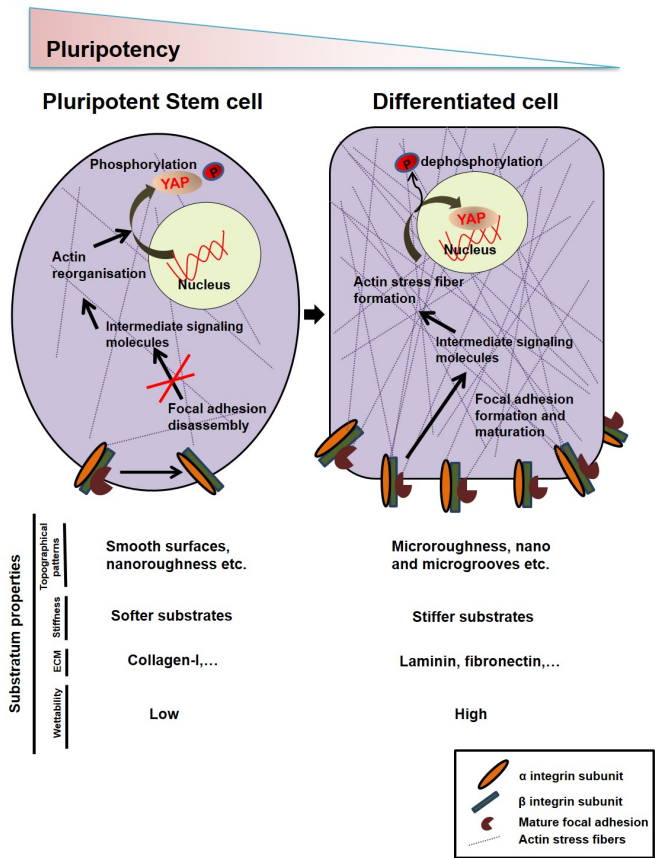 Pluripotency
Pluripotent Stem cell
Differentiated cell
Phosphorylation
P
YAP
Actin
reorganisation
Nucleus
Intermediate signaling
molecules
Focal adhesion
disassembly
P
dephosphorylation
YAP
Nucleus
Actin stress fiber
formation
Intermediate signaling
molecules
Focal adhesion
formation and
maturation
Substratum properties
Topographical
patterns
Smooth surfaces,
nanoroughness etc.
Microroughness, nano
and microgrooves etc.
Stiffness
Softer substrates
Stiffer substrates
ECM
Collagen-I,...
Laminin, fibronectin,...
Wettability
Low
High
α integrin subunit
β integrin subunit
Mature focal adhesion
Actin stress fibers